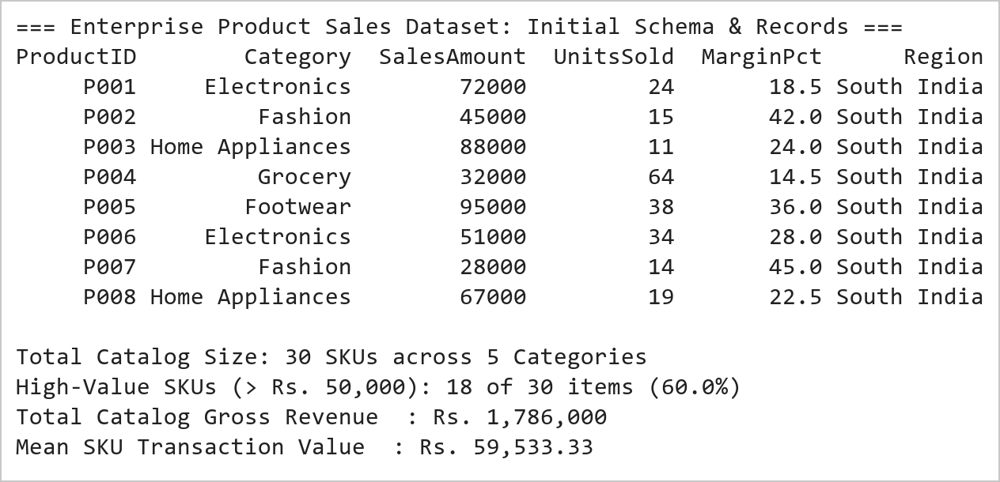 === Enterprise Product Sales Dataset: Initial Schema & Records ===
ProductID Category SalesAmount UnitsSold MarginPct Region
P001 Electronics 72000 24 18.5 South India
P002 Fashion 45000 15 42.0 South India
P003 Home Appliances 88000 11 24.0 South India
P004 Grocery 32000 64 14.5 South India
P005 Footwear 95000 38 36.0 South India
P006 Electronics 51000 34 28.0 South India
P007 Fashion 28000 14 45.0 South India
P008 Home Appliances 67000 19 22.5 South India
Total Catalog Size: 30 SKUs across 5 Categories
High-Value SKUs (> Rs. 50,000): 18 of 30 items (60.0%)
Total Catalog Gross Revenue : Rs. 1,786,000
Mean SKU Transaction Value : Rs. 59,533.33